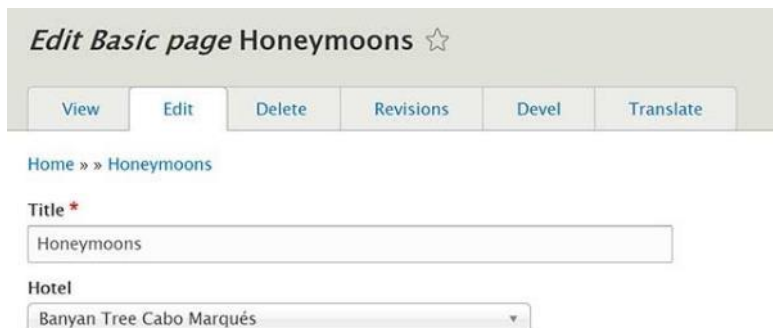 Edit Basic page Honeymoons
View Edit Delete Revisions Devel Translate
Home » » Honeymoons
Title *
Honeymoons
Hotel
Banyan Tree Cabo Marqués